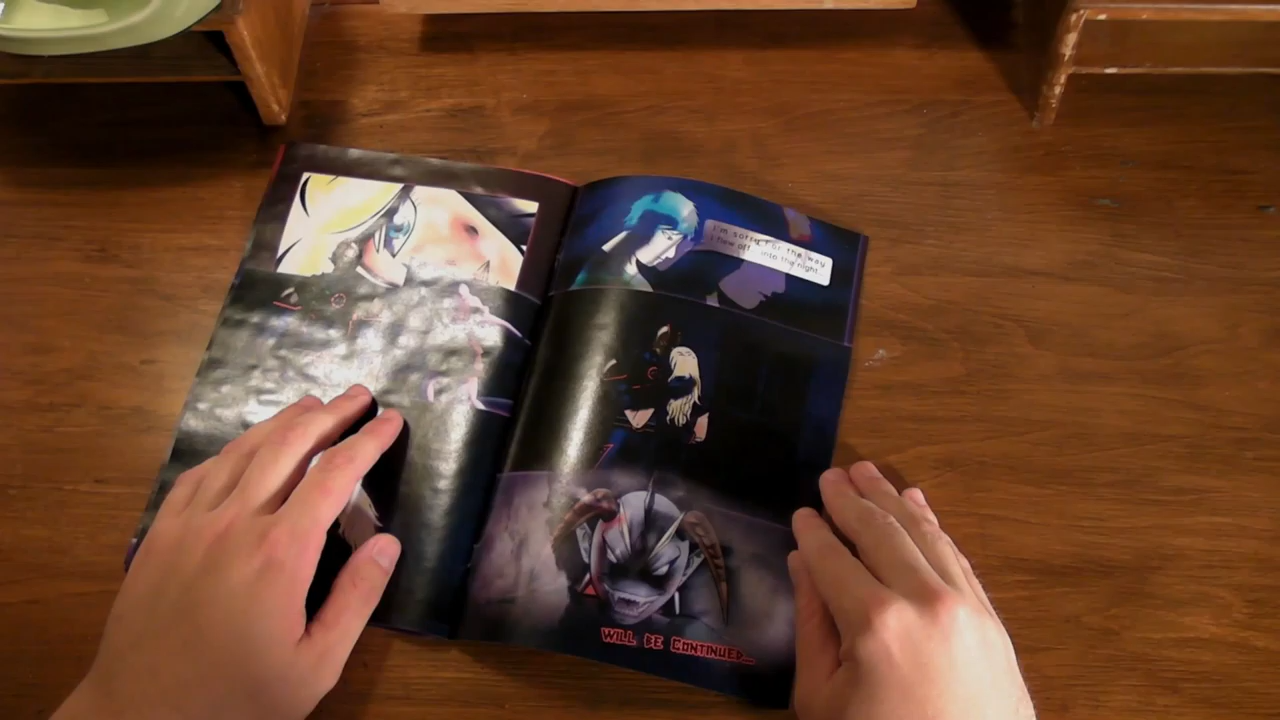 I'm sorry for the way
I flew off... into the night...
WILL BE CONTINUED...